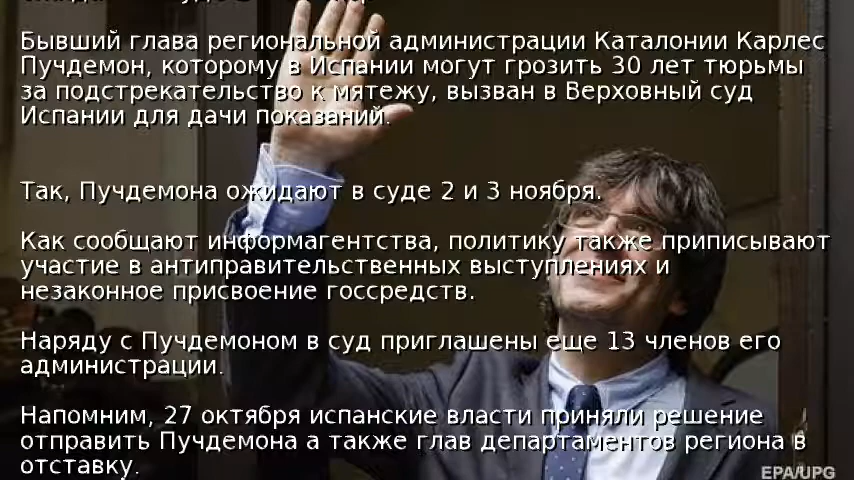 Бывший глава региональной администрации Каталонии Карлес
Пучдемон, которому в Испании могут грозить 30 лет тюрьмы
за подстрекательство к мятежу, вызван в Верховный суд
Испании для дачи показаний.
Так, Пучдемона ожидают в суде 2 и 3 ноября.
Как сообщают информагентства, политику также приписывают
участие в антиправительственных выступлениях и
незаконное присвоение госсредств.
Наряду с Пучдемоном в суд приглашены еще 13 членов его
администрации.
Напомним, 27 октября испанские власти приняли решение
отправить Пучдемона а также глав департаментов региона в
отставку.
EPA/UPG